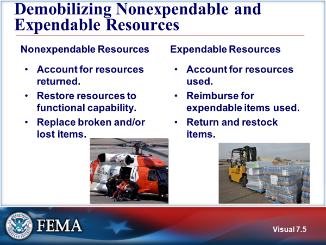 Demobilizing Nonexpendable and
Expendable Resources
Nonexpendable Resources
• Account for resources
returned.
• Restore resources to
functional capability.
• Replace broken and/or
lost items.
Expendable Resources
• Account for resources
used.
• Reimburse for
expendable items used.
• Return and restock
items.
FEMA
Visual 7.5